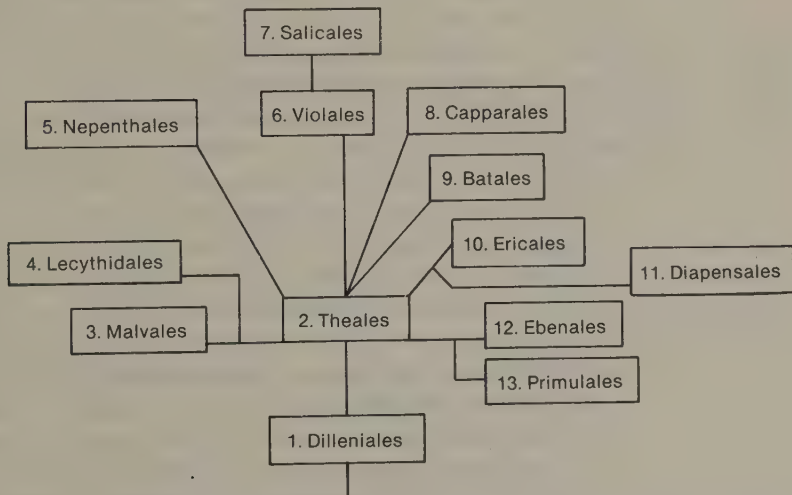 7. Salicales
6. Violales
8. Capparales
5. Nepenthales
9. Batales
10. Ericales
4. Lecythidales
11. Diapensales
3. Malvales
2. Theales
12. Ebenales
13. Primulales
1. Dilleniales